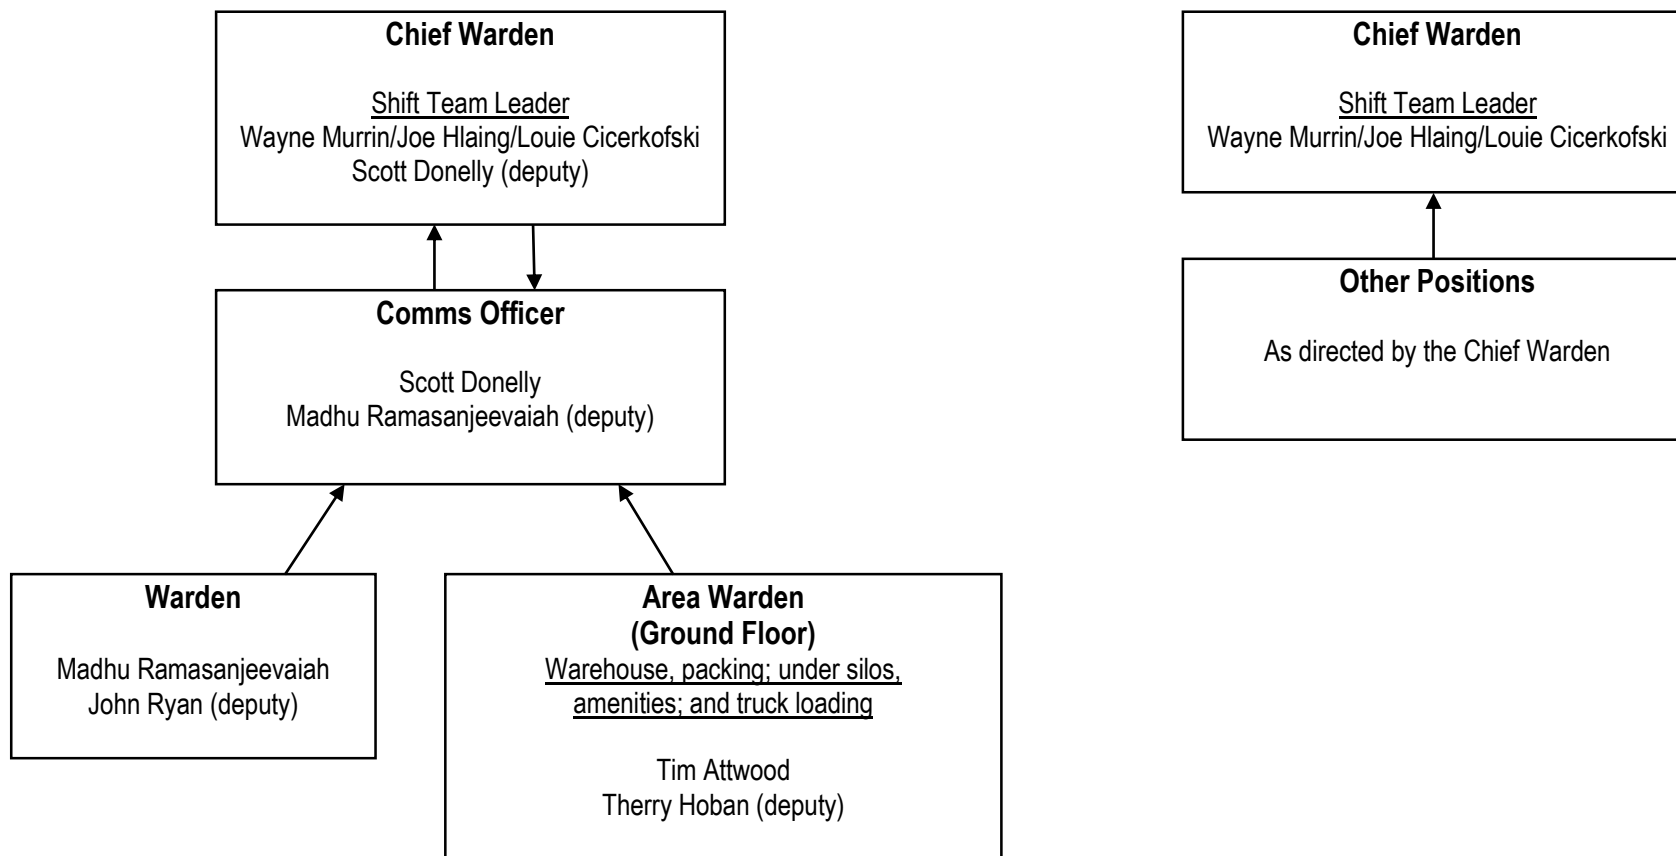 Chief Warden
Shift Team Leader
Wayne Murrin/Joe Hlaing/Louie Cicerkofski
Scott Donelly (deputy)
Comms Officer
Scott Donelly
Madhu Ramasanjeevaiah (deputy)
Warden
Madhu Ramasanjeevaiah
John Ryan (deputy)
Area Warden
(Ground Floor)
Warehouse, packing; under silos,
amenities; and truck loading
Tim Attwood
Therry Hoban (deputy)
Chief Warden
Shift Team Leader
Wayne Murrin/Joe Hlaing/Louie Cicerkofski
Other Positions
As directed by the Chief Warden